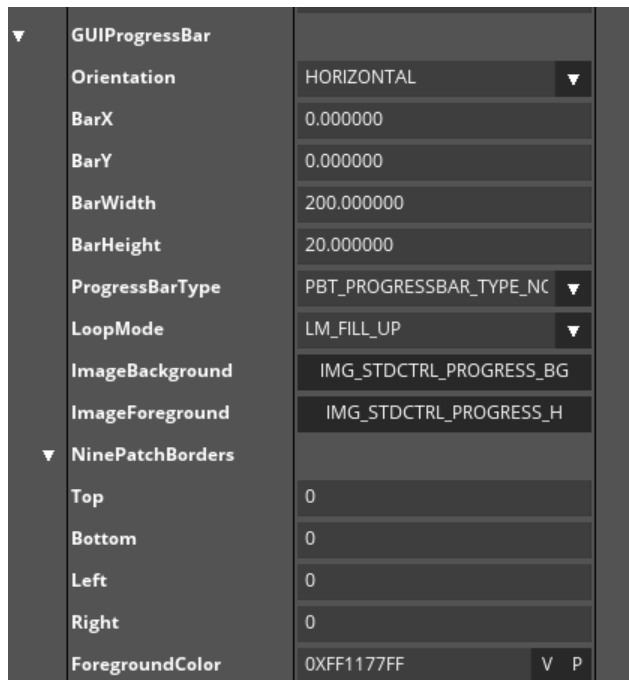 GUIProgressBar
Orientation HORIZONTAL
BarX 0.000000
BarY 0.000000
BarWidth 200.000000
BarHeight 20.000000
ProgressBarType PBT_PROGRESSBAR_TYPE_NC
LoopMode LM_FILL_UP
ImageBackground IMG_STDCTRL_PROGRESS_BG
ImageForeground IMG_STDCTRL_PROGRESS_H
NinePatchBorders
Top 0
Bottom 0
Left 0
Right 0
ForegroundColor 0XFF1177FF V P